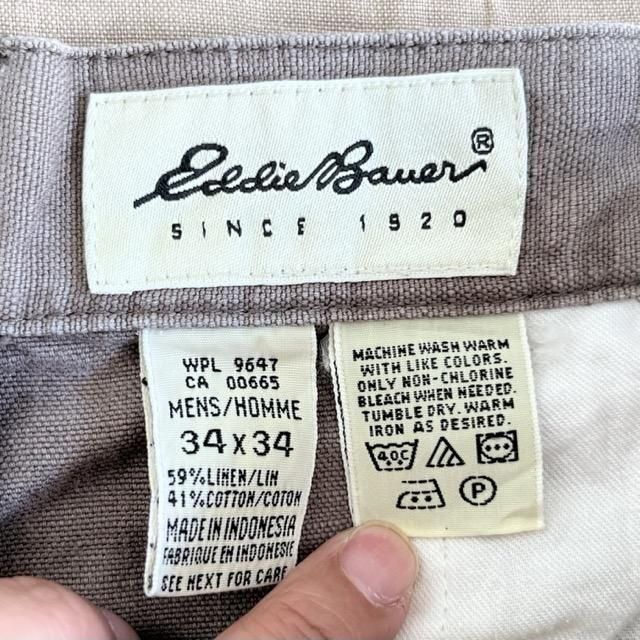 Eddie Bauer®
SINCE 1920
WPL 9647
CA 00665
MENS/HOMME
34 x 34
59% LINEN/LIN
41% COTTON/COTON
MADE IN INDONESIA
FABRIQUE EN INDONESIE
SEE NEXT FOR CARE
MACHINE WASH WARM
WITH LIKE COLORS.
ONLY NON-CHLORINE
BLEACH WHEN NEEDED.
TUMBLE DRY. WARM
IRON AS DESIRED.
40C
P